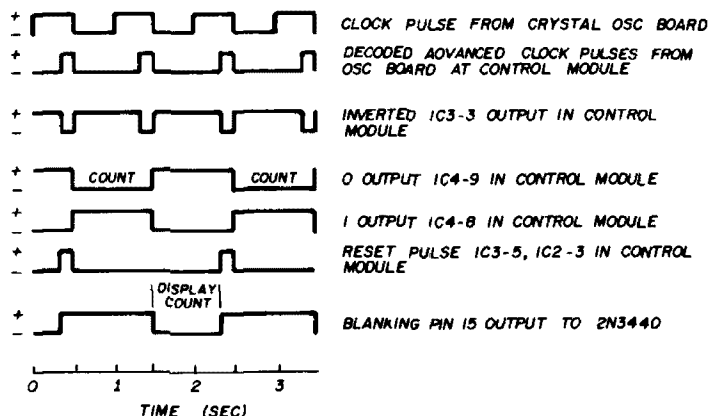 +
−
CLOCK PULSE FROM CRYSTAL OSC BOARD
+
−
DECODED AOVANCED CLOCK PULSES FROM
OSC BOARD AT CONTROL MODULE
+
−
INVERTED IC3-3 OUTPUT IN CONTROL
MODULE
+
−
COUNT
COUNT
0 OUTPUT IC4-9 IN CONTROL MODULE
+
−
1 OUTPUT IC4-8 IN CONTROL MODULE
+
−
RESET PULSE IC3-5, IC2-3 IN CONTROL
MODULE
DISPLAY
COUNT
+
−
BLANKING PIN 15 OUTPUT TO 2N3440
0 1 2 3
TIME (SEC)